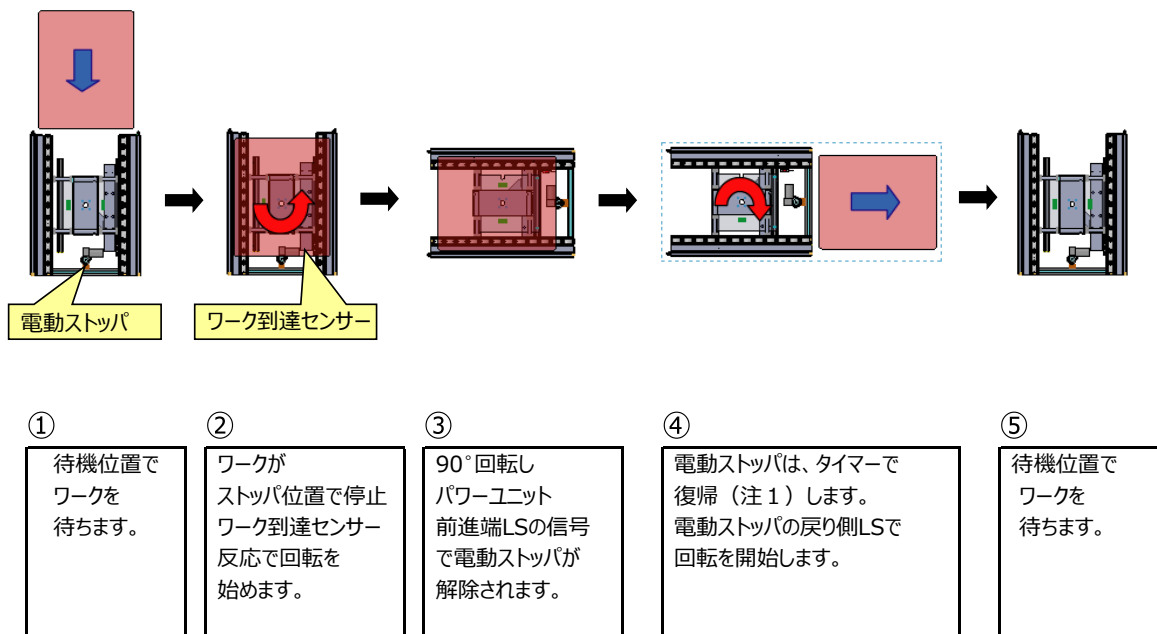 電動ストッパ
ワーク到達センサー
①
待機位置で
ワークを
待ちます。
②
ワークが
ストッパ位置で停止
ワーク到達センサー
反応で回転を
始めます。
③
90°回転し
パワーユニット
前進端LSの信号
で電動ストッパが
解除されます。
④
電動ストッパは、タイマーで
復帰（注１）します。
電動ストッパの戻り側LSで
回転を開始します。
⑤
待機位置で
ワークを
待ちます。